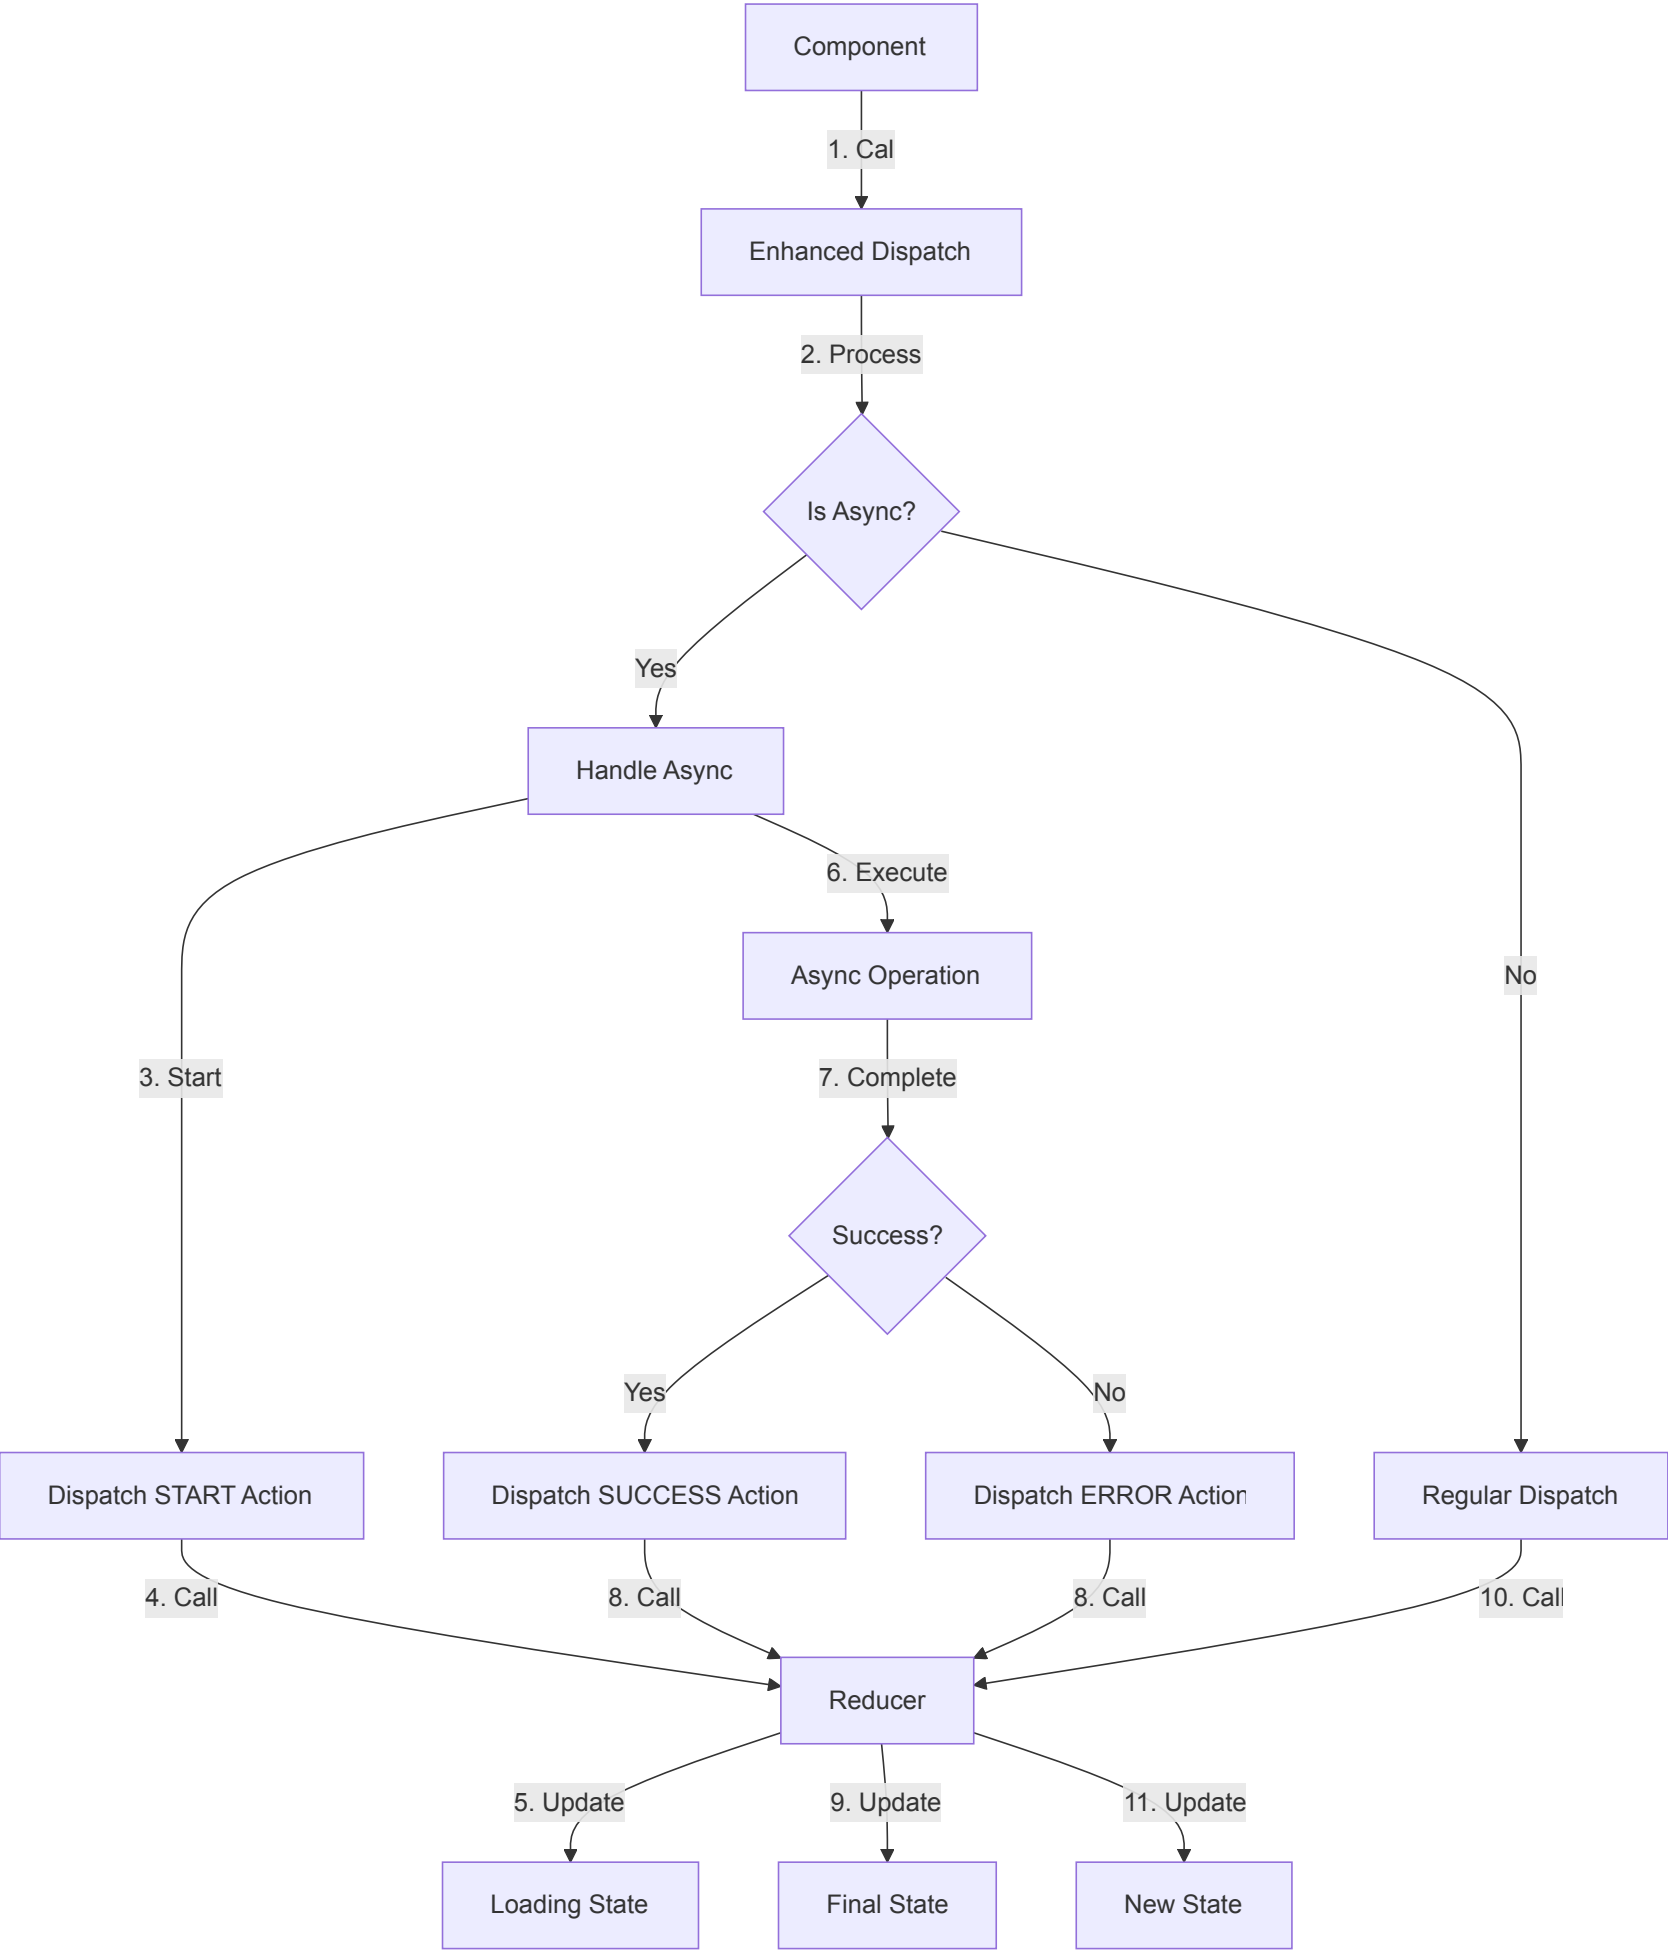 Component
1. Cal
Enhanced Dispatch
2. Process
Is Async?
Yes
Handle Async
6. Execute
Async Operation
No
3. Start
7. Complete
Success?
Yes
No
Dispatch START Action
Dispatch SUCCESS Action
Dispatch ERROR Action
Regular Dispatch
4. Call
8. Call
8. Call
10. Call
Reducer
5. Update
9. Update
11. Update
Loading State
Final State
New State